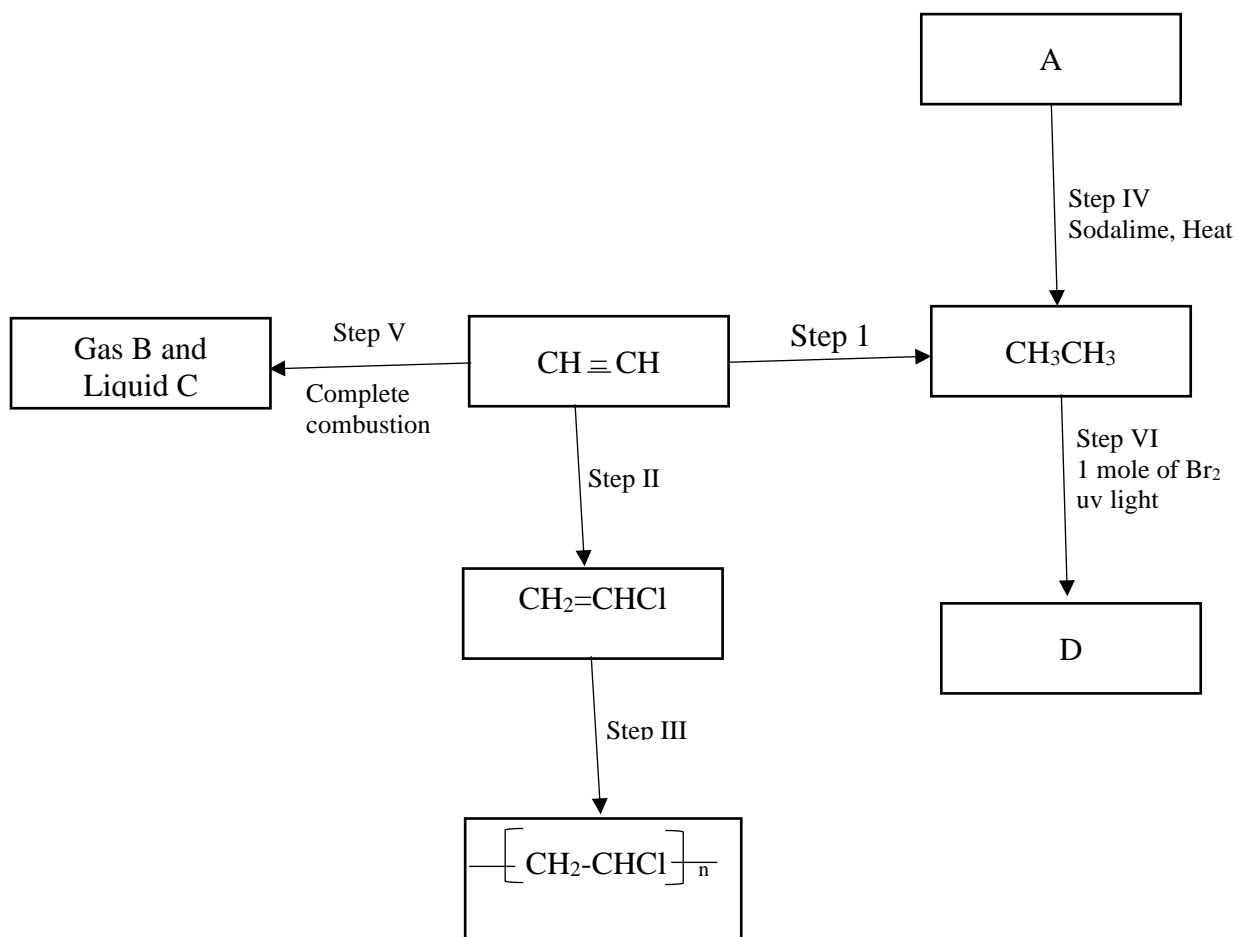 A
Step IV
Sodalime, Heat
Gas B and
Liquid C
Step V
Complete
combustion
CH≡CH
Step 1
CH₃CH₃
Step VI
1 mole of Br₂
uv light
Step II
CH₂=CHCl
D
Step III
[CH₂-CHCl]n